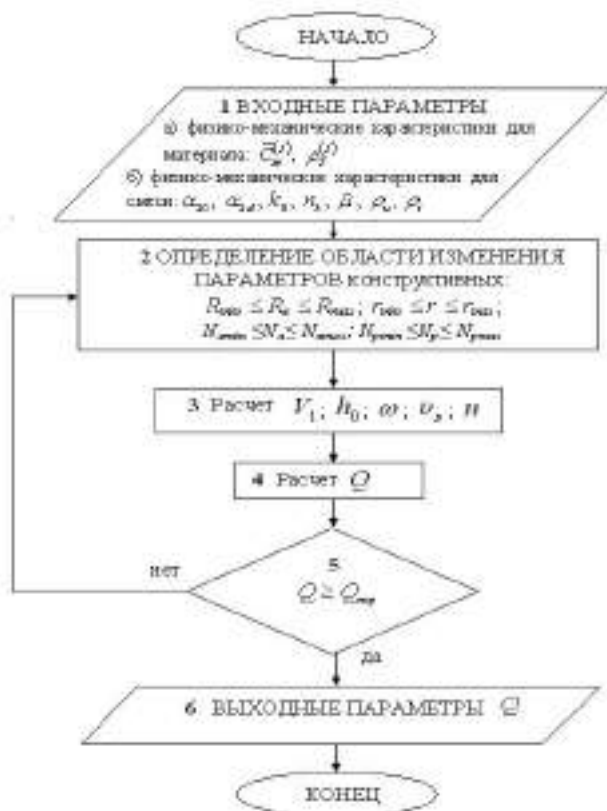 НАЧАЛО
1 ВХОДНЫЕ ПАРАМЕТРЫ
а) физико-механические характеристики для
материала:
б) физико-механические характеристики для
смеси:
2 ОПРЕДЕЛЕНИЕ ОБЛАСТИ ИЗМЕНЕНИЯ
ПАРАМЕТРОВ конструктивных:
3 Расчет V₁; h₀; ω;
4 Расчет Q
5
нет
Q ≥
да
6 ВЫХОДНЫЕ ПАРАМЕТРЫ Q
КОНЕЦ